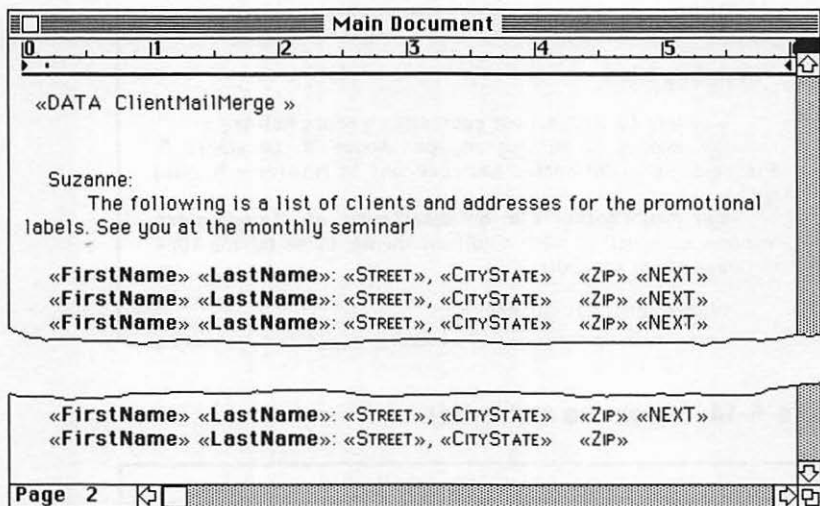 Main Document
0 1 2 3 4 5
«DATA ClientMailMerge »
Suzanne:
The following is a list of clients and addresses for the promotional
labels. See you at the monthly seminar!
«FirstName» «LastName»: «STREET», «CITYSTATE» «ZIP» «NEXT»
«FirstName» «LastName»: «STREET», «CITYSTATE» «ZIP» «NEXT»
«FirstName» «LastName»: «STREET», «CITYSTATE» «ZIP» «NEXT»
«FirstName» «LastName»: «STREET», «CITYSTATE» «ZIP» «NEXT»
«FirstName» «LastName»: «STREET», «CITYSTATE» «ZIP»
Page 2